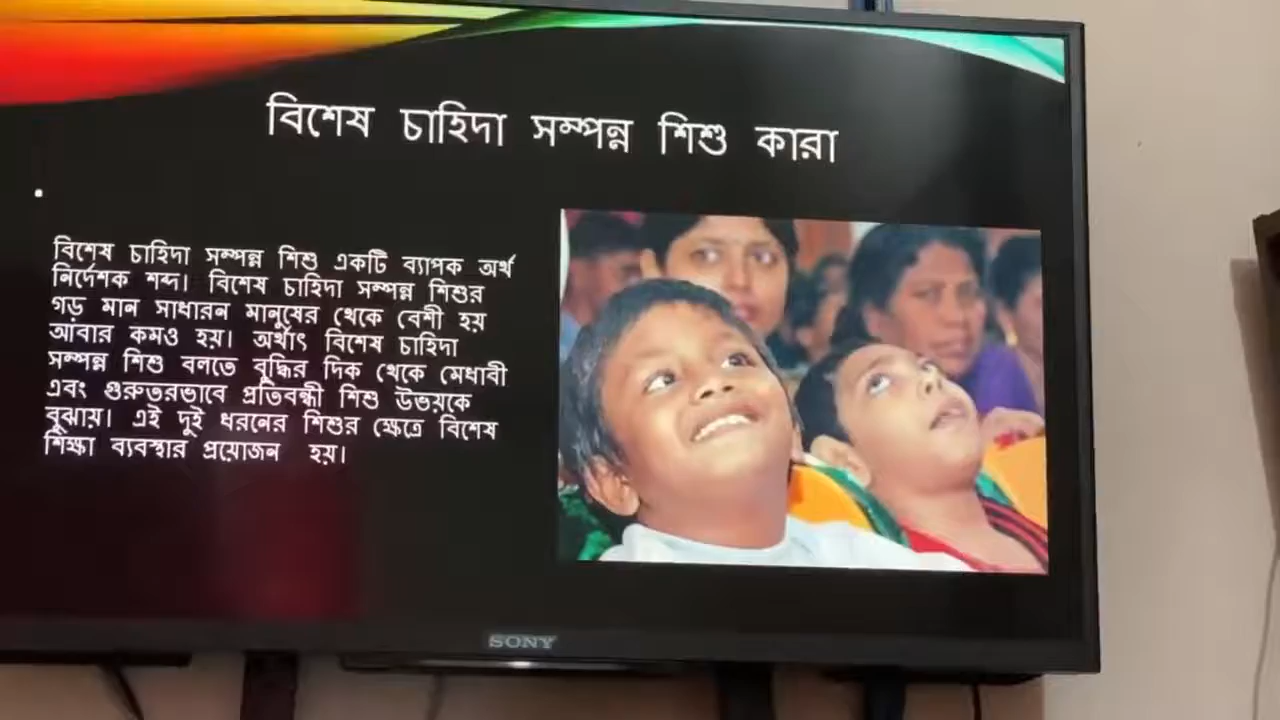 বিশেষ চাহিদা সম্পন্ন শিশু কারা
বিশেষ চাহিদা সম্পন্ন শিশু একটি ব্যাপক অর্থ
নির্দেশক শব্দ। বিশেষ চাহিদা সম্পন্ন শিশুর
গড় মান সাধারন মানুষের থেকে বেশী হয়
আবার কমও হয়। অর্থাৎ বিশেষ চাহিদা
সম্পন্ন শিশু বলতে বুদ্ধির দিক থেকে মেধাবী
এবং গুরুতরভাবে প্রতিবন্ধী শিশু উভয়কে
বুঝায়। এই দুই ধরনের শিশুর ক্ষেত্রে বিশেষ
শিক্ষা ব্যবস্থার প্রয়োজন হয়।
SONY